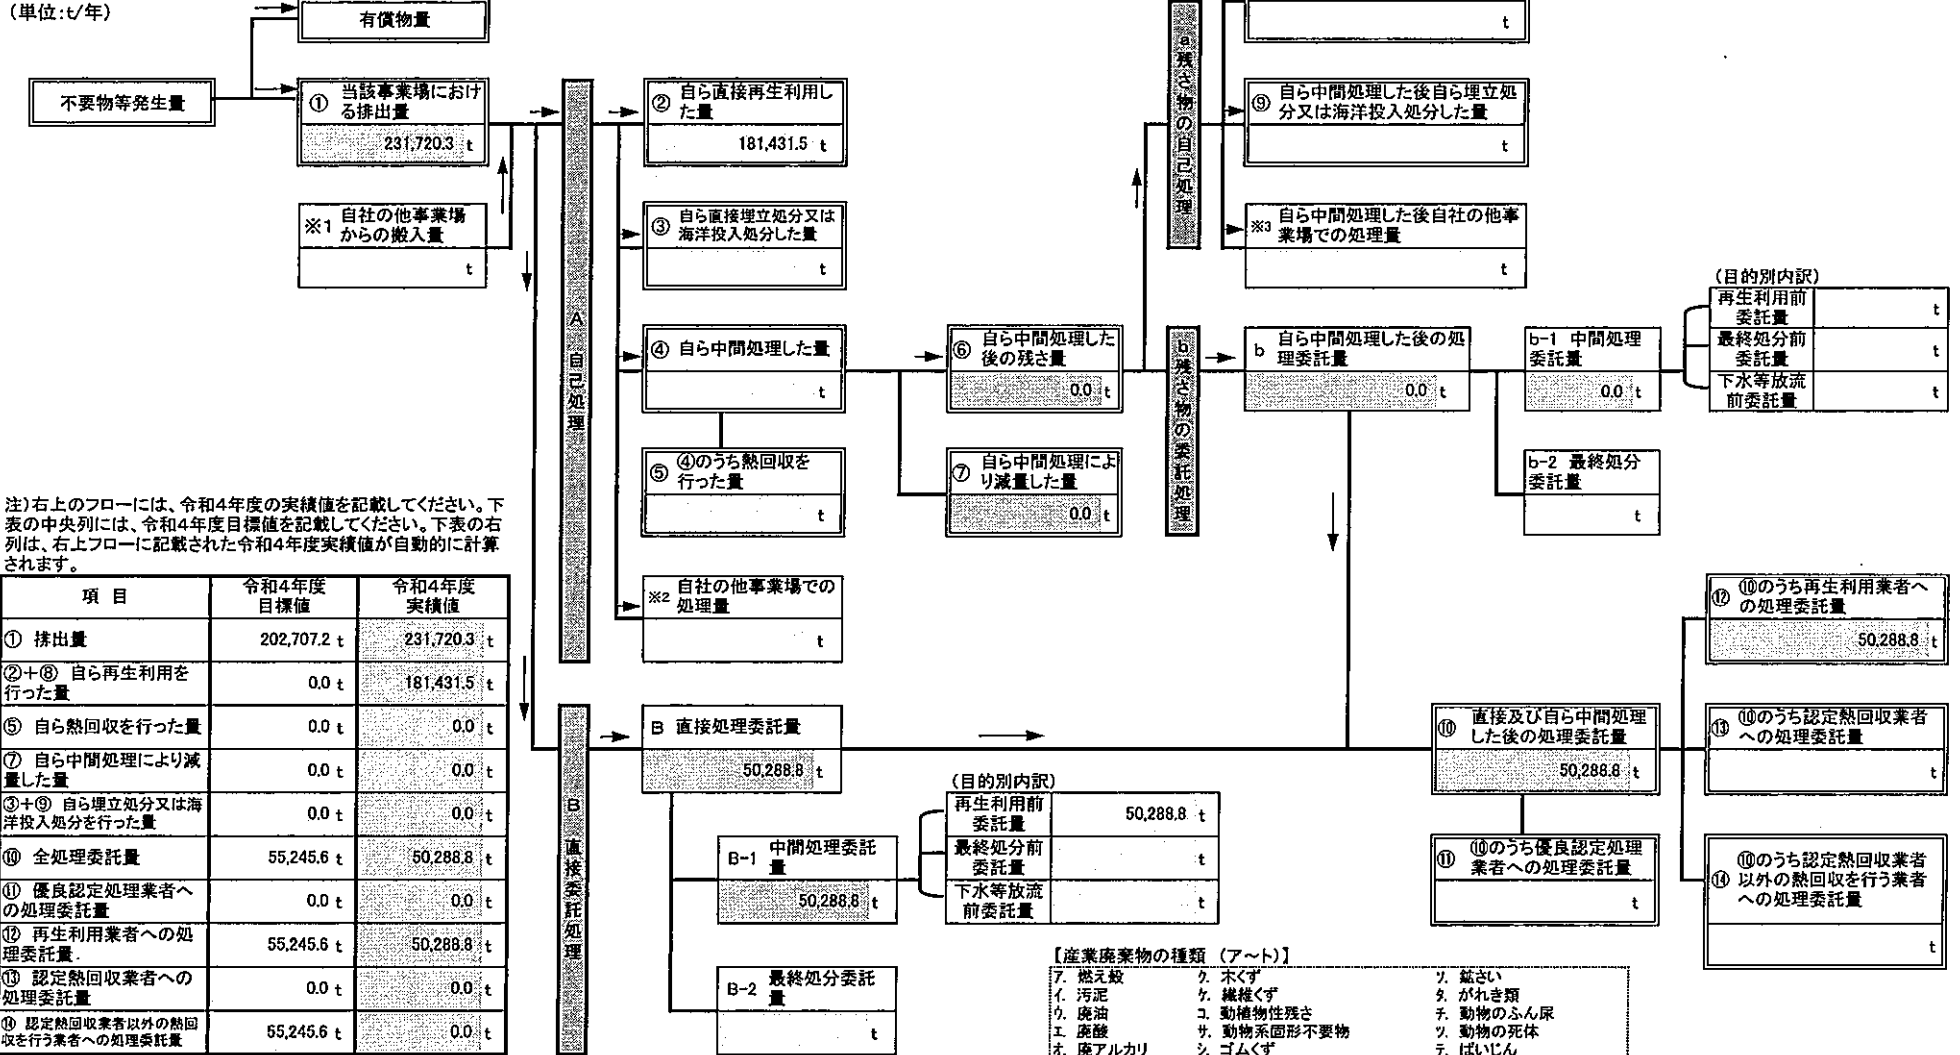 (単位:t/年)
有償物量
不要物等発生量
① 当該事業場におけ
る排出量
231,720.3 t
※1 自社の他事業場
からの搬入量
t
A 自己処理
② 自ら直接再生利用し
た量
181,431.5 t
③ 自ら直接埋立処分又は
海洋投入処分した量
t
④ 自ら中間処理した量
t
⑤ ④のうち熱回収を
行った量
t
※2 自社の他事業場での
処理量
t
⑥ 自ら中間処理した
後の残さ量
0.0 t
⑦ 自ら中間処理によ
り減量した量
0.0 t
a 残さ物の自己処理
t
⑨ 自ら中間処理した後自ら埋立処
分又は海洋投入処分した量
t
※3 自ら中間処理した後自社の他事
業場での処理量
t
b 残さ物の委託処理
b 自ら中間処理した後の処
理委託量
0.0 t
b-1 中間処理
委託量
0.0 t
(目的別内訳)
再生利用前
委託量 t
最終処分前
委託量 t
下水等放流
前委託量 t
b-2 最終処分
委託量
t
注)右上のフローには、令和4年度の実績値を記載してください。下
表の中央列には、令和4年度目標値を記載してください。下表の右
列は、右上フローに記載された令和4年度実績値が自動的に計算
されます。
項 目 令和4年度 目標値 令和4年度 実績値
① 排出量 202,707.2 t 231,720.3 t
②+⑧ 自ら再生利用を
行った量 0.0 t 181,431.5 t
⑤ 自ら熱回収を行った量 0.0 t 0.0 t
⑦ 自ら中間処理により減
量した量 0.0 t 0.0 t
③+⑨ 自ら埋立処分又は海
洋投入処分を行った量 0.0 t 0.0 t
⑩ 全処理委託量 55,245.6 t 50,288.8 t
⑪ 優良認定処理業者へ
の処理委託量 0.0 t 0.0 t
⑫ 再生利用業者への処
理委託量. 55,245.6 t 50,288.8 t
⑬ 認定熱回収業者への
処理委託量 0.0 t 0.0 t
⑭ 認定熱回収業者以外の熱回
収を行う業者への処理委託量 55,245.6 t 0.0 t
B 直接委託処理
B 直接処理委託量
50,288.8 t
B-1 中間処理委託
量
50,288.8 t
(目的別内訳)
再生利用前
委託量 50,288.8 t
最終処分前
委託量 t
下水等放流
前委託量 t
B-2 最終処分委託
量
t
⑩ 直接及び自ら中間処理
した後の処理委託量
50,288.8 t
⑪ ⑩のうち優良認定処理
業者への処理委託量
t
⑫ ⑩のうち再生利用業者へ
の処理委託量
50,288.8 t
⑬ ⑩のうち認定熱回収業者
への処理委託量
t
⑭ ⑩のうち認定熱回収業者
以外の熱回収を行う業者
への処理委託量
t
【産業廃棄物の種類 (ア～ト)】
ア. 燃え殻 ク. 木くず ソ. 鉱さい
イ. 汚泥 ケ. 繊維くず タ. がれき類
ウ. 廃油 コ. 動植物性残さ チ. 動物のふん尿
エ. 廃酸 サ. 動物系固形不要物 ツ. 動物の死体
オ. 廃アルカリ シ. ゴムくず テ. ばいじん